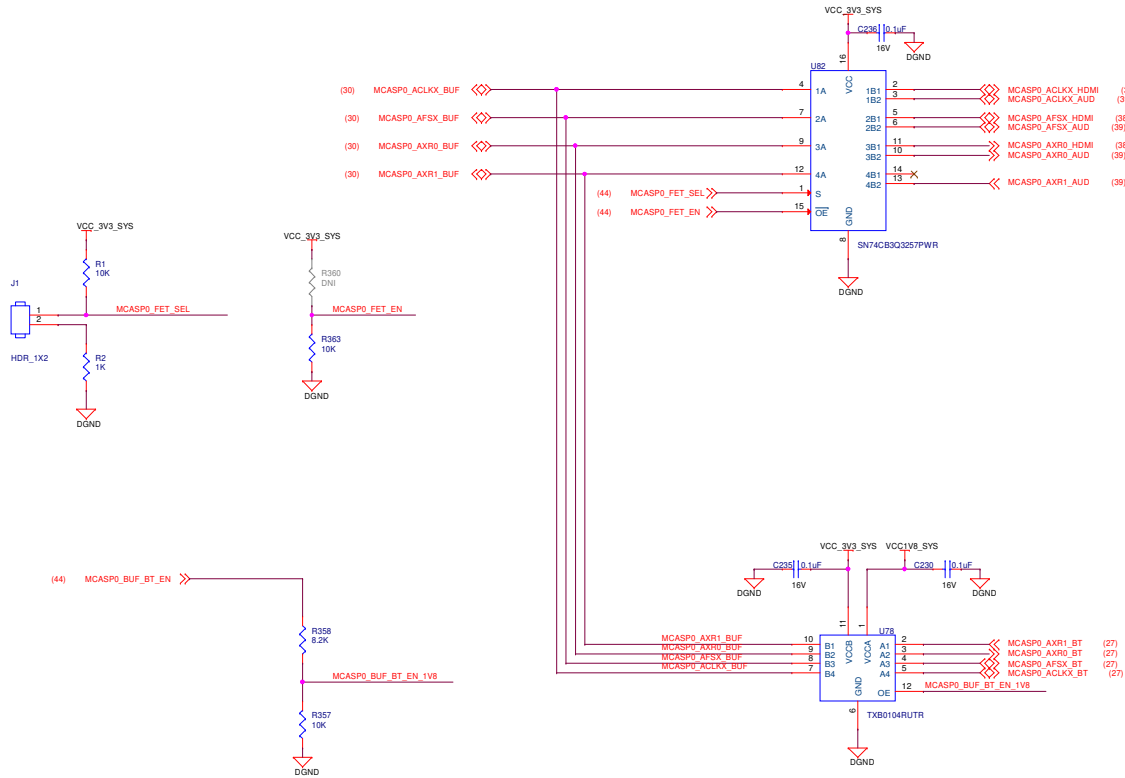 VCC_3V3_SYS
C236 0.1uF
16V
DGND
U82
16
VCC
(30) MCASP0_ACLKX_BUF 4 1A 1B1 2 MCASP0_ACLKX_HDMI
1B2 3 MCASP0_ACLKX_AUD
(30) MCASP0_AFSX_BUF 7 2A 2B1 5 MCASP0_AFSX_HDMI (38
2B2 6 MCASP0_AFSX_AUD (39)
(30) MCASP0_AXR0_BUF 9 3A 3B1 11 MCASP0_AXR0_HDMI (38
3B2 10 MCASP0_AXR0_AUD (39)
(30) MCASP0_AXR1_BUF 12 4A 4B1 14
4B2 13 MCASP0_AXR1_AUD (39)
(44) MCASP0_FET_SEL 1 S
(44) MCASP0_FET_EN 15 OE
GND
8
SN74CB3Q3257PWR
DGND
VCC_3V3_SYS
R1
10K
J1
1
2
MCASP0_FET_SEL
HDR_1X2
R2
1K
DGND
VCC_3V3_SYS
R360
DNI
MCASP0_FET_EN
R363
10K
DGND
(44) MCASP0_BUF_BT_EN
R358
8.2K
MCASP0_BUF_BT_EN_1V8
R357
10K
DGND
VCC_3V3_SYS VCC1V8_SYS
C235 0.1uF
16V
DGND
C230 0.1uF
16V
DGND
11 1
U78
VCCB VCCA
MCASP0_AXR1_BUF 10 B1 A1 2 MCASP0_AXR1_BT (27)
MCASP0_AXR0_BUF 9 B2 A2 3 MCASP0_AXR0_BT (27)
MCASP0_AFSX_BUF 8 B3 A3 4 MCASP0_AFSX_BT (27)
MCASP0_ACLKX_BUF 7 B4 A4 5 MCASP0_ACLKX_BT (27)
OE 12 MCASP0_BUF_BT_EN_1V8
GND
6
TXB0104RUTR
DGND